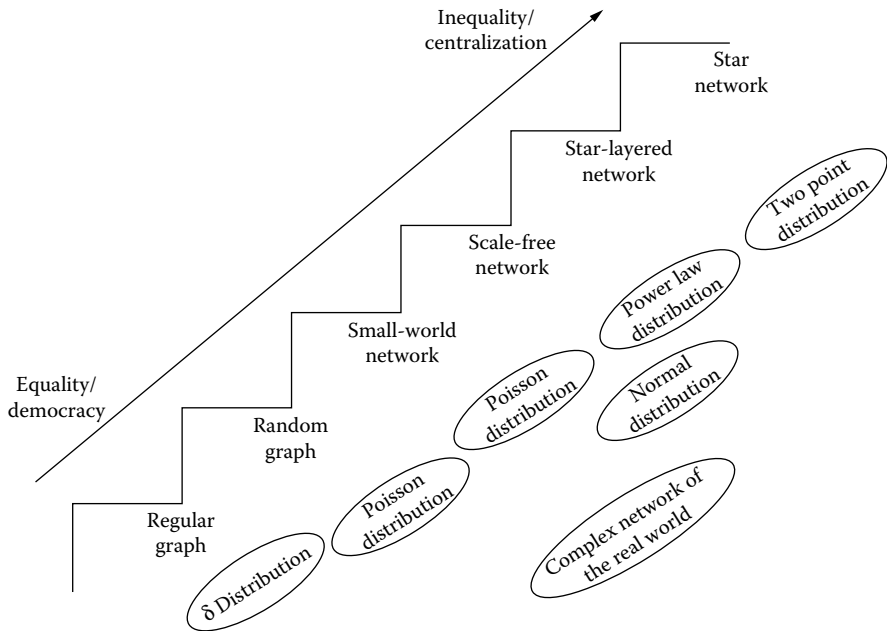 Inequality/
centralization
Star
network
Star-layered
network
Two point
distribution
Scale-free
network
Power law
distribution
Small-world
network
Normal
distribution
Equality/
democracy
Poisson
distribution
Random
graph
Poisson
distribution
Complex network of
the real world
Regular
graph
δ Distribution